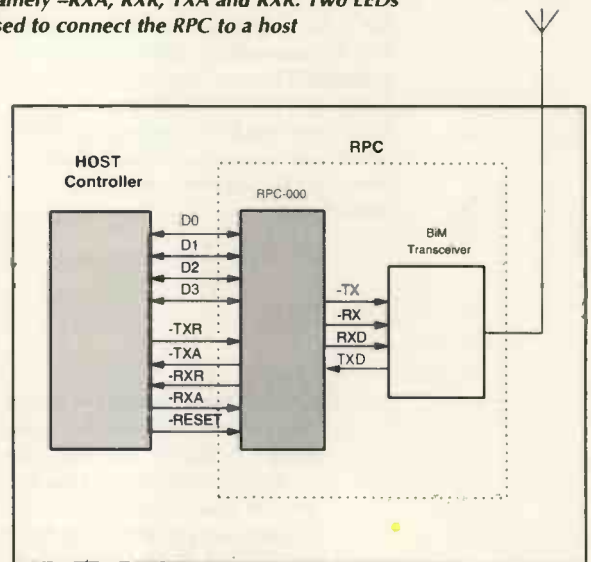 amely –RXA, RXR, TXA and RXR. Two LEDs
sed to connect the RPC to a host
RPC
HOST
Controller
RPC-000
BiM
Transceiver
D0
D1
D2
D3
-TX
-RX
RXD
TXD
-TXR
-TXA
-RXR
-RXA
-RESET